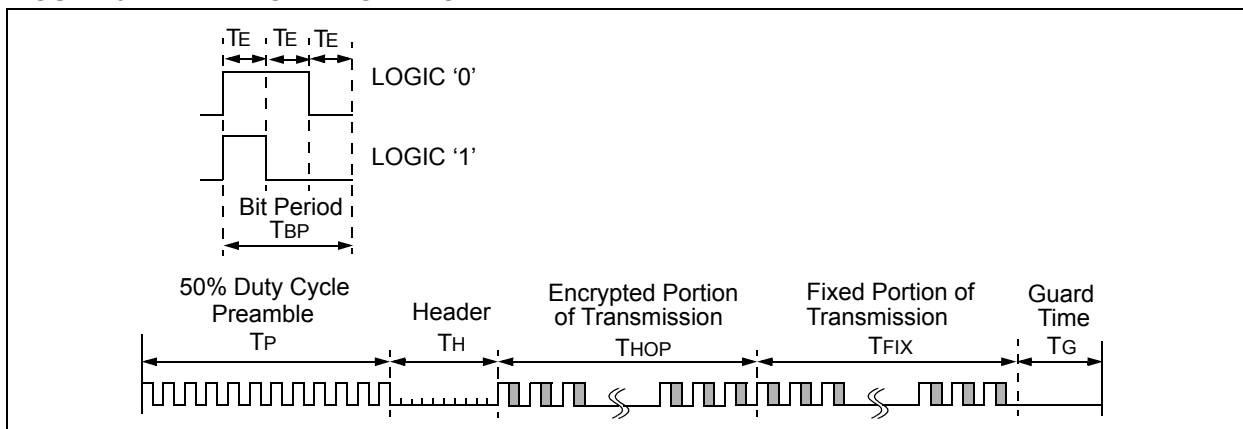 TE TE TE
LOGIC ‘0’
LOGIC ‘1’
Bit Period
TBP
50% Duty Cycle
Preamble
TP
Header
TH
Encrypted Portion
of Transmission
THOP
Fixed Portion of
Transmission
TFIX
Guard
Time
TG